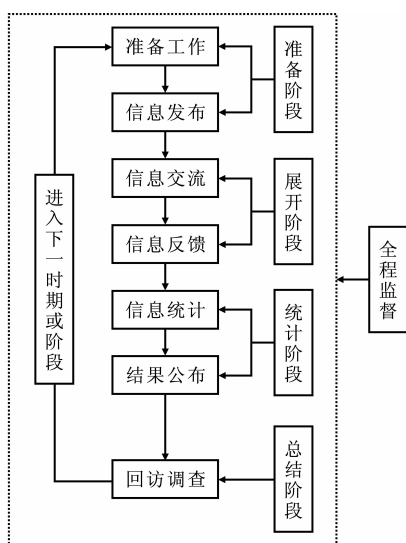 准备工作
准备阶段
信息发布
信息交流
展开阶段
信息反馈
进入下一时期或阶段
全程监督
信息统计
统计阶段
结果公布
回访调查
总结阶段